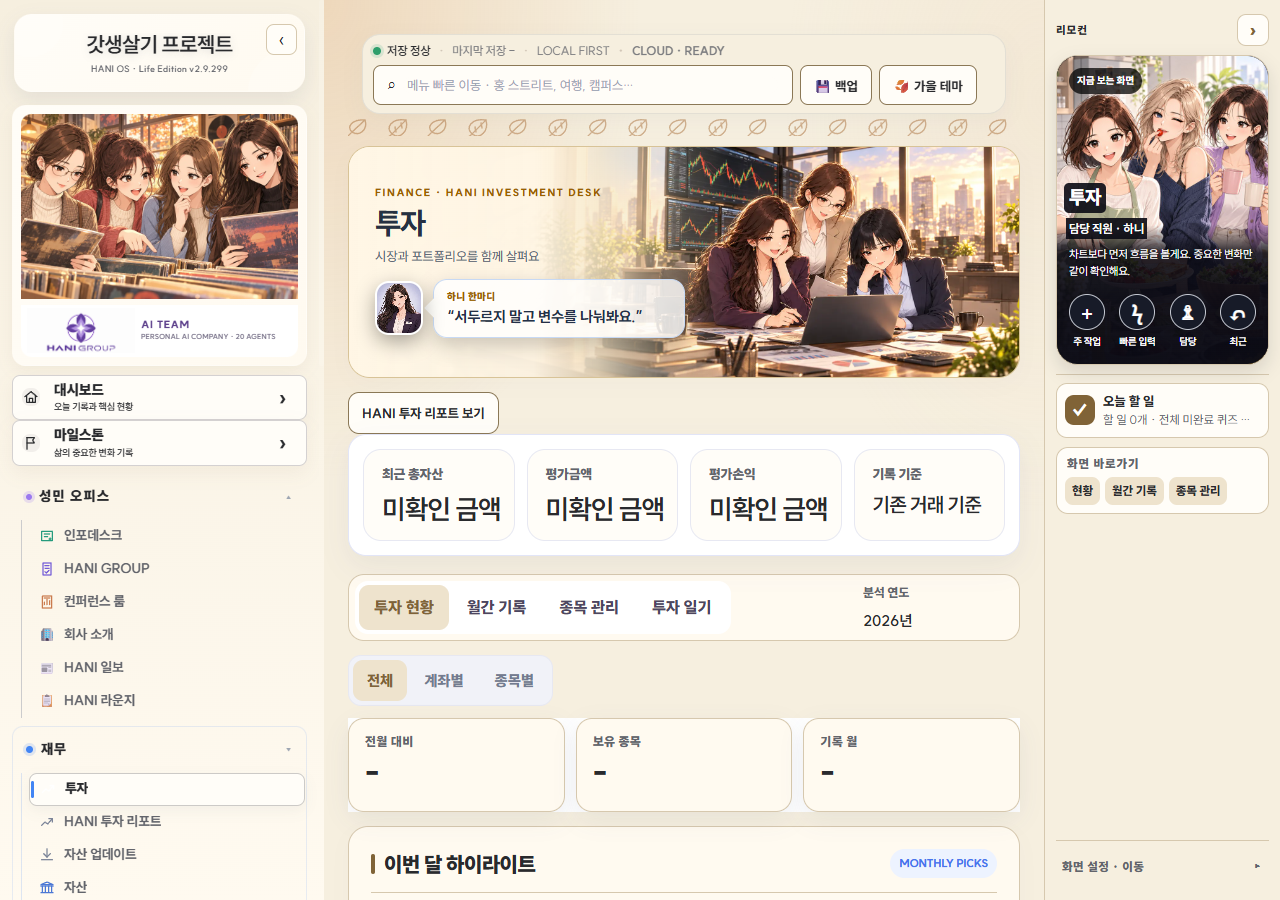 갓생살기 프로젝트
HANI OS · Life Edition v2.9.299
‹
HANI GROUP
AI TEAM
PERSONAL AI COMPANY · 20 AGENTS
대시보드
오늘 기록과 핵심 현황
›
마일스톤
삶의 중요한 변화 기록
›
성민 오피스
인포데스크
HANI GROUP
컨퍼런스 룸
회사 소개
HANI 일보
HANI 라운지
재무
투자
HANI 투자 리포트
자산 업데이트
자산
저장 정상 · 마지막 저장 – · LOCAL FIRST · CLOUD · READY
메뉴 빠른 이동 · 홍 스트리트, 여행, 캠퍼스…
백업
가을 테마
FINANCE · HANI INVESTMENT DESK
투자
시장과 포트폴리오를 함께 살펴요
하니 한마디
“서두르지 말고 변수를 나눠봐요.”
HANI 투자 리포트 보기
최근 총자산
미확인 금액
평가금액
미확인 금액
평가손익
미확인 금액
기록 기준
기존 거래 기준
투자 현황
월간 기록
종목 관리
투자 일기
분석 연도
2026년
전체
계좌별
종목별
전월 대비
–
보유 종목
–
기록 월
–
이번 달 하이라이트
MONTHLY PICKS
리모컨
›
지금 보는 화면
투자
담당 직원 · 하니
차트보다 먼저 흐름을 볼게요. 중요한 변화만
같이 확인해요.
주 작업
빠른 입력
담당
최근
오늘 할 일
할 일 0개 · 전체 미완료 퀴즈 …
화면 바로가기
현황
월간 기록
종목 관리
화면 설정 · 이동